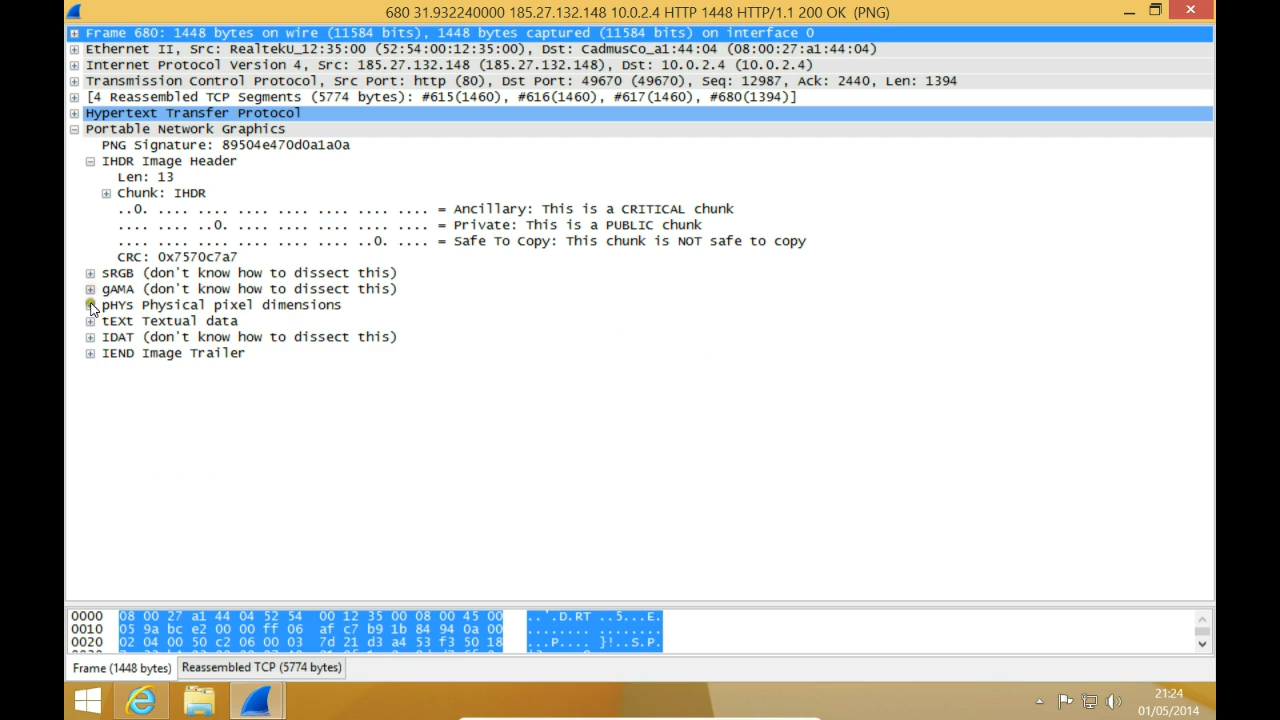 680 31.932240000 185.27.132.148 10.0.2.4 HTTP 1448 HTTP/1.1 200 OK (PNG)
Frame 680: 1448 bytes on wire (11584 bits), 1448 bytes captured (11584 bits) on interface 0
Ethernet II, Src: RealtekU_12:35:00 (52:54:00:12:35:00), Dst: CadmusCo_a1:44:04 (08:00:27:a1:44:04)
Internet Protocol Version 4, Src: 185.27.132.148 (185.27.132.148), Dst: 10.0.2.4 (10.0.2.4)
Transmission Control Protocol, Src Port: http (80), Dst Port: 49670 (49670), Seq: 12987, Ack: 2440, Len: 1394
[4 Reassembled TCP Segments (5774 bytes): #615(1460), #616(1460), #617(1460), #680(1394)]
Hypertext Transfer Protocol
Portable Network Graphics
PNG Signature: 89504e470d0a1a0a
IHDR Image Header
Len: 13
Chunk: IHDR
..0. .... .... .... .... .... .... .... = Ancillary: This is a CRITICAL chunk
.... .... ..0. .... .... .... .... .... = Private: This is a PUBLIC chunk
.... .... .... .... .... .... ..0. .... = Safe To Copy: This chunk is NOT safe to copy
CRC: 0x7570c7a7
sRGB (don't know how to dissect this)
gAMA (don't know how to dissect this)
pHYs Physical pixel dimensions
tEXt Textual data
IDAT (don't know how to dissect this)
IEND Image Trailer
0000 08 00 27 a1 44 04 52 54 00 12 35 00 08 00 45 00 ..'.D.RT ..5...E.
0010 05 9a bc e2 00 00 ff 06 af c7 b9 1b 84 94 0a 00 ........ ........
0020 02 04 00 50 c2 06 00 03 7d 21 d3 a4 53 f3 50 18 ...P.... }!..S.P.
Frame (1448 bytes) Reassembled TCP (5774 bytes)
21:24
01/05/2014